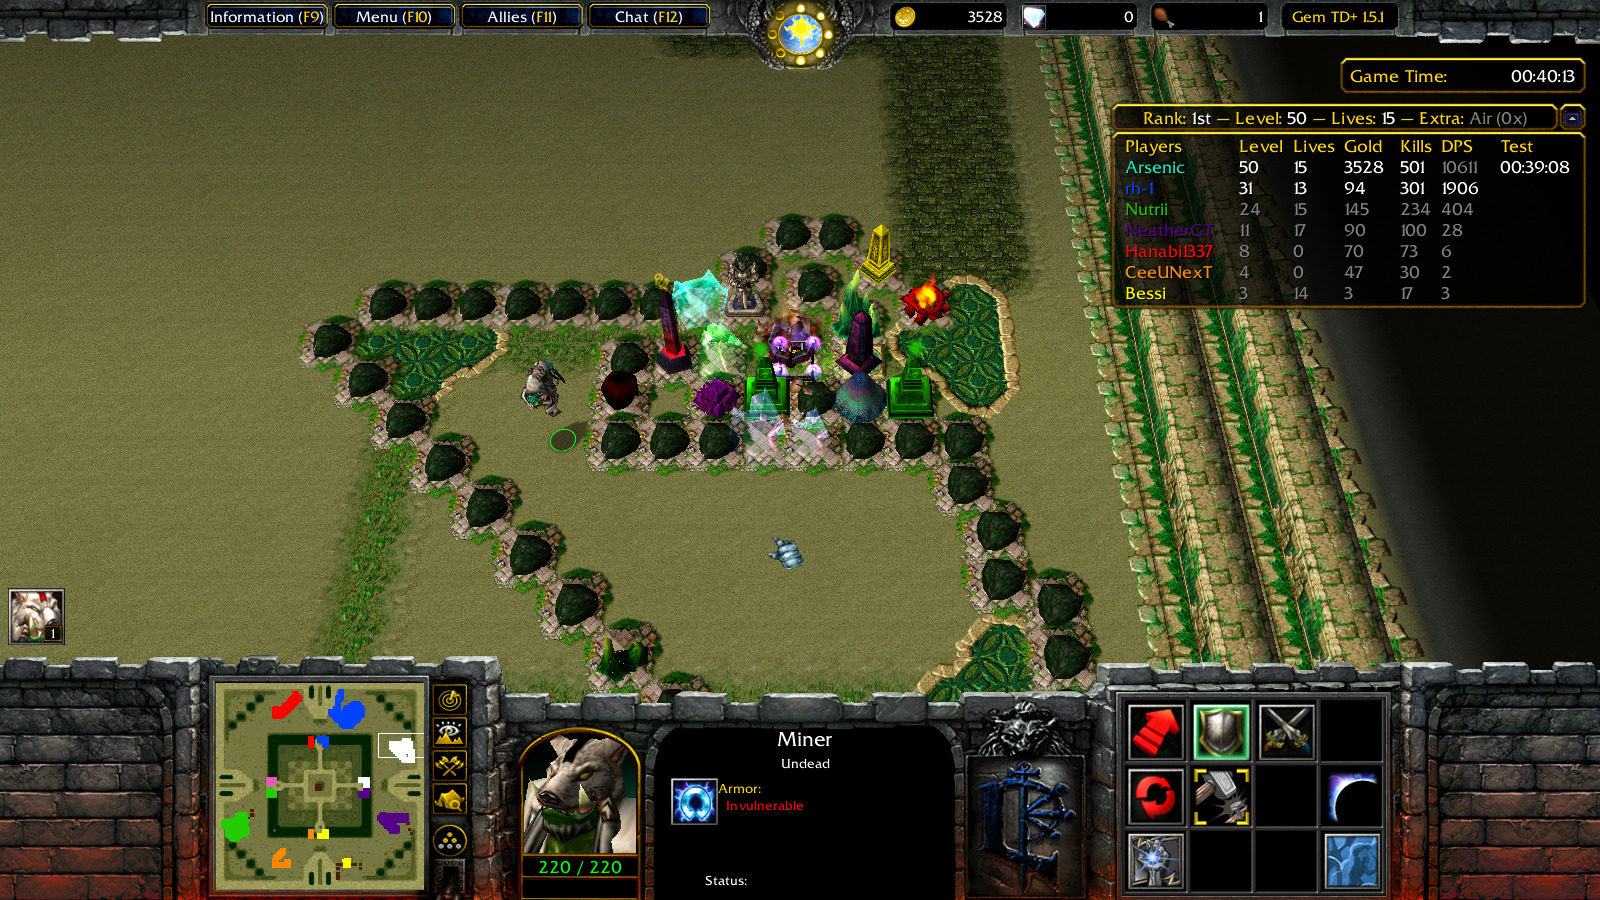 Information (F9) Menu (F10) Allies (F11) Chat (F12) 3528 0 1 Gem TD+ 1.5.1
Game Time: 00:40:13
Rank: 1st — Level: 50 — Lives: 15 — Extra: Air (0x)
Players Level Lives Gold Kills DPS Test
Arsenic 50 15 3528 501 10611 00:39:08
rh-1 31 13 94 301 1906
Nutrii 24 15 145 234 404
NeatherGT 11 17 90 100 28
Hanabi1337 8 0 70 73 6
CeeUNexT 4 0 47 30 2
Bessi 3 14 3 17 3
1
Miner
Undead
Armor:
Invulnerable
220 / 220
Status: